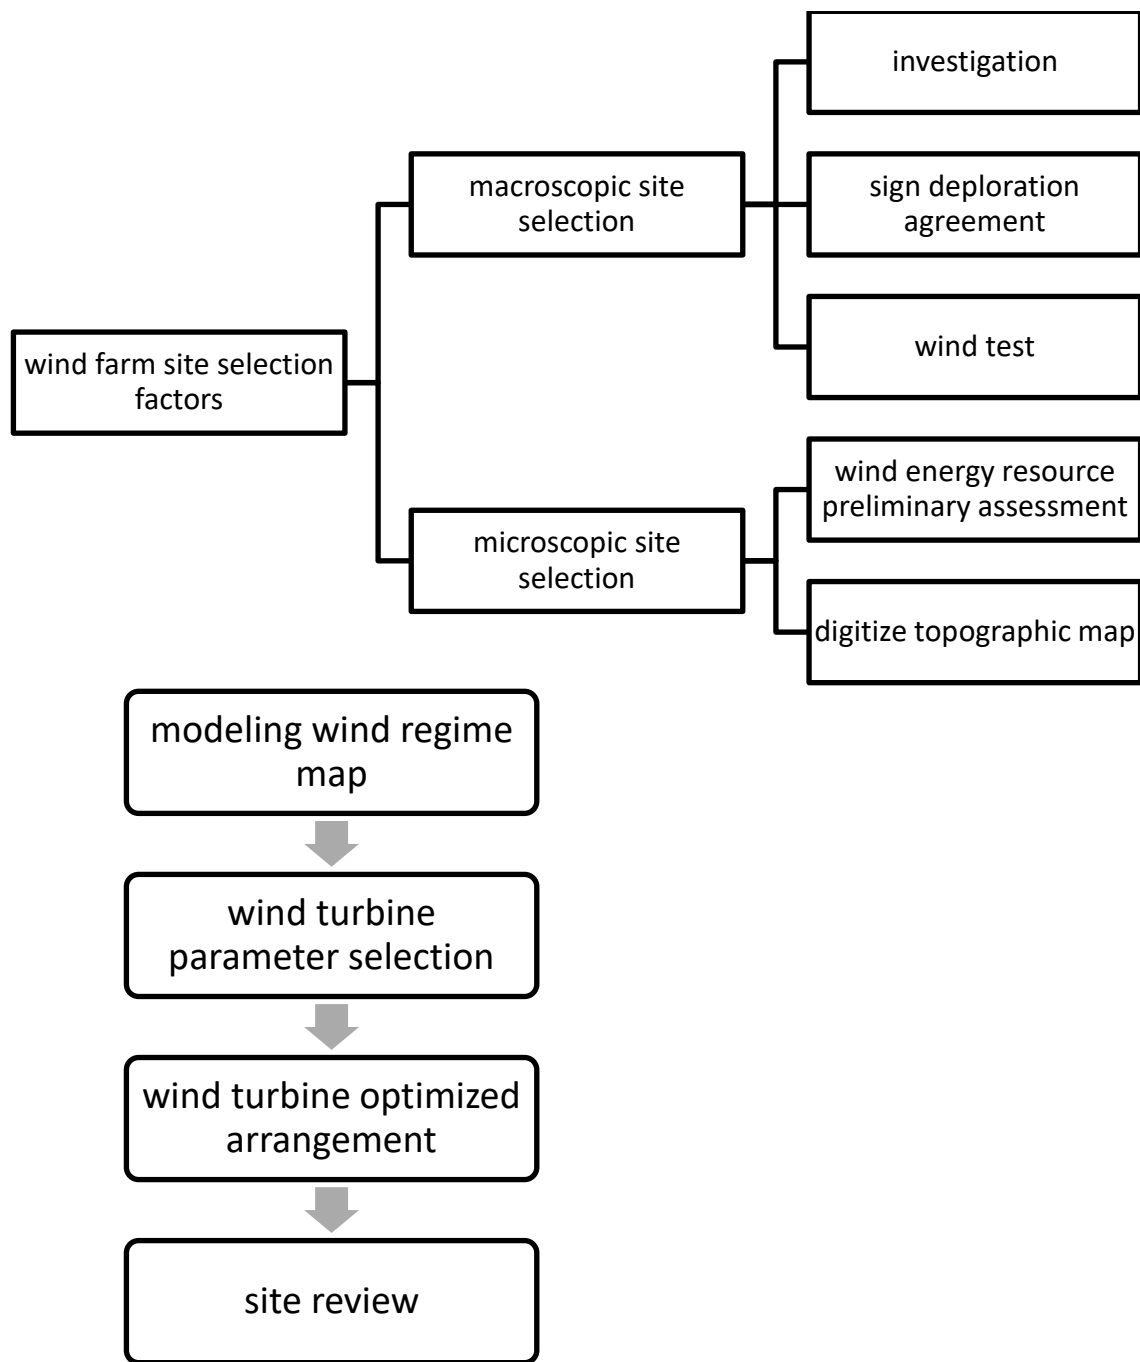 investigation
macroscopic site
selection
sign deploration
agreement
wind test
wind farm site selection
factors
wind energy resource
preliminary assessment
microscopic site
selection
digitize topographic map
modeling wind regime
map
wind turbine
parameter selection
wind turbine optimized
arrangement
site review